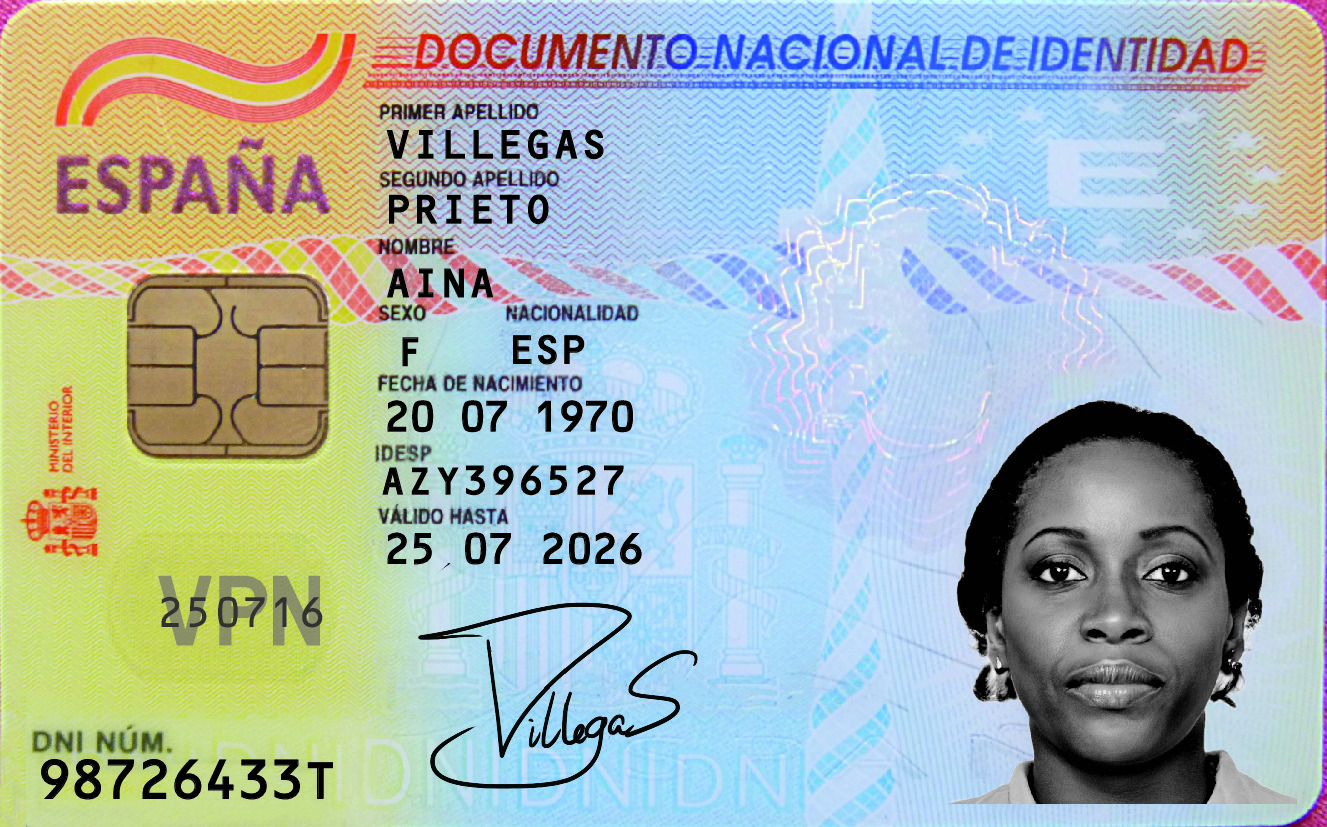 DOCUMENTO NACIONAL DE IDENTIDAD
ESPAÑA
PRIMER APELLIDO
VILLEGAS
SEGUNDO APELLIDO
PRIETO
NOMBRE
AINA
SEXO NACIONALIDAD
F ESP
FECHA DE NACIMIENTO
20 07 1970
IDESP
AZY396527
VÁLIDO HASTA
25 07 2026
MINISTERIO
DEL INTERIOR
E
VPN
250716
Villegas
DNI NÚM.
98726433T
DNIDNIDNIDNI